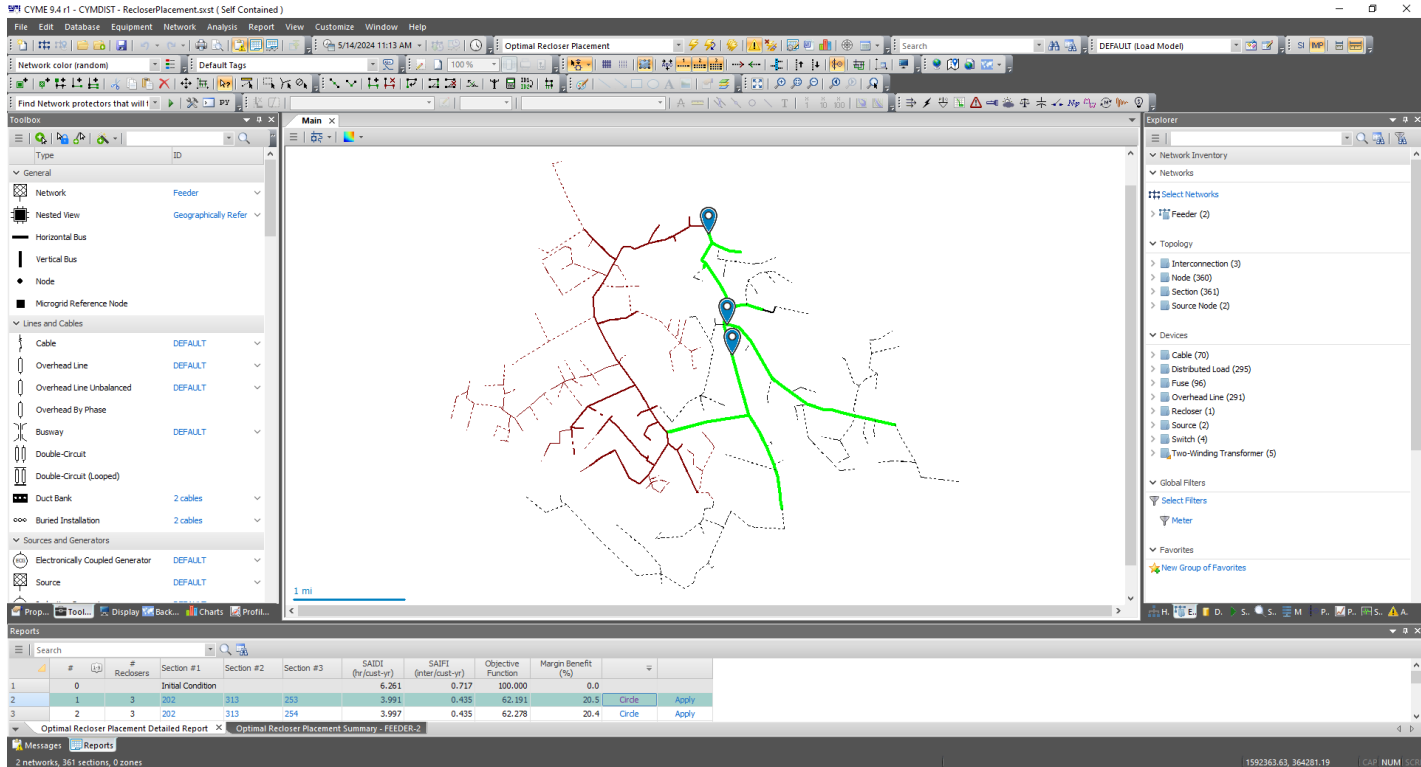 CYME 9.4 r1 - CYMDIST - RecloserPlacement.sxst ( Self Contained )
File Edit Database Equipment Network Analysis Report View Customize Window Help
5/14/2024 11:13 AM Optimal Recloser Placement Search DEFAULT (Load Model) SI IMP
Network color (random) Default Tags 100 %
Find Network protectors that will
Toolbox
Type ID
General
Network Feeder
Nested View Geographically Refer
Horizontal Bus
Vertical Bus
Node
Microgrid Reference Node
Lines and Cables
Cable DEFAULT
Overhead Line DEFAULT
Overhead Line Unbalanced DEFAULT
Overhead By Phase
Busway DEFAULT
Double-Circuit
Double-Circuit (Looped)
Duct Bank 2 cables
Buried Installation 2 cables
Sources and Generators
Electronically Coupled Generator DEFAULT
Source DEFAULT
Prop... Tool... Display Back... Charts Profil...
Main
1 mi
Explorer
Network Inventory
Networks
Select Networks
Feeder (2)
Topology
Interconnection (3)
Node (360)
Section (361)
Source Node (2)
Devices
Cable (70)
Distributed Load (295)
Fuse (96)
Overhead Line (291)
Recloser (1)
Source (2)
Switch (4)
Two-Winding Transformer (5)
Global Filters
Select Filters
Meter
Favorites
New Group of Favorites
H. E. D. S.. S.. M P.. P.. S.. A.
Reports
Search
# # Reclosers Section #1 Section #2 Section #3 SAIDI (hr/cust-yr) SAIFI (inter/cust-yr) Objective Function Margin Benefit (%)
1 0 Initial Condition 6.261 0.717 100.000 0.0
2 1 3 202 313 253 3.991 0.435 62.191 20.5 Circle Apply
3 2 3 202 313 254 3.997 0.435 62.278 20.4 Circle Apply
Optimal Recloser Placement Detailed Report Optimal Recloser Placement Summary - FEEDER-2
Messages Reports
2 networks, 361 sections, 0 zones 1592363.63, 364281.19 CAP NUM SCR